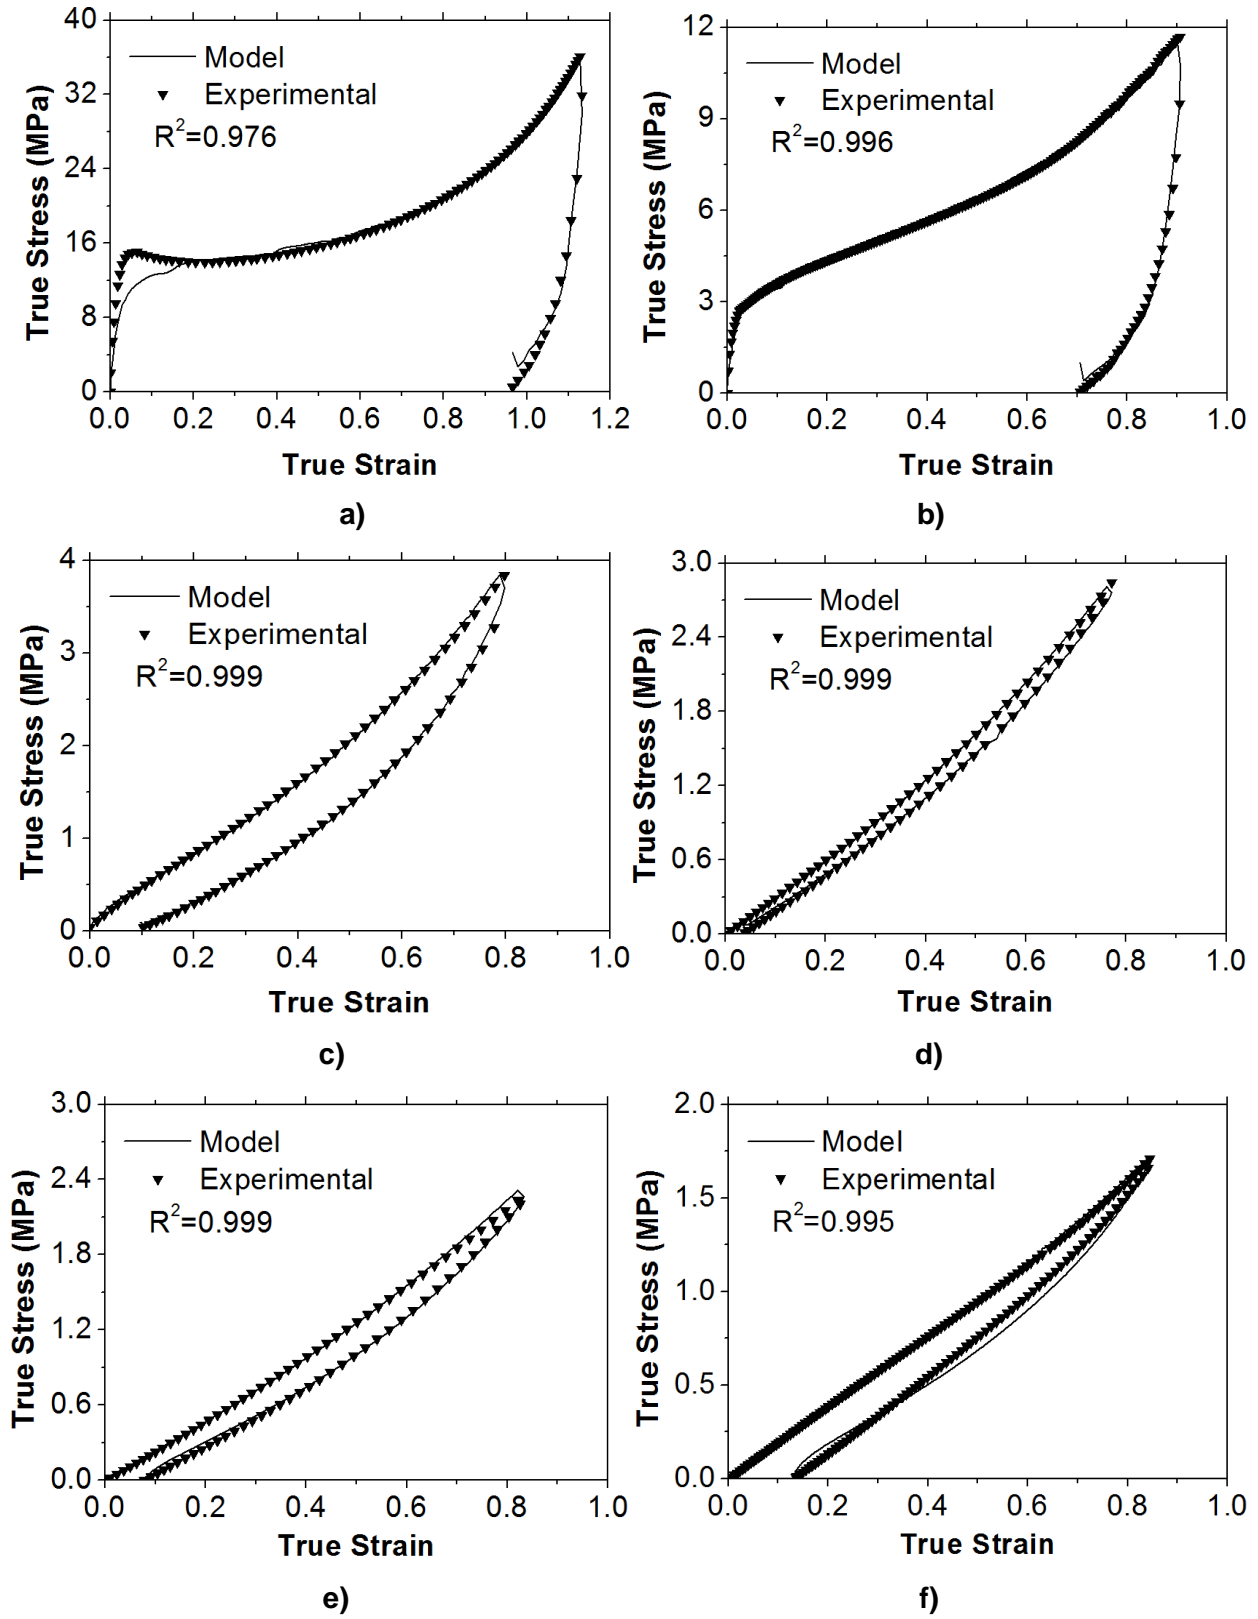 40
32
24
16
8
0
True Stress (MPa)
Model
Experimental
R²=0.976
0.0 0.2 0.4 0.6 0.8 1.0 1.2
True Strain
a)
12
9
6
3
0
True Stress (MPa)
Model
Experimental
R²=0.996
0.0 0.2 0.4 0.6 0.8 1.0
True Strain
b)
4
3
2
1
0
True Stress (MPa)
Model
Experimental
R²=0.999
0.0 0.2 0.4 0.6 0.8 1.0
True Strain
c)
3.0
2.4
1.8
1.2
0.6
0.0
True Stress (MPa)
Model
Experimental
R²=0.999
0.0 0.2 0.4 0.6 0.8 1.0
True Strain
d)
3.0
2.4
1.8
1.2
0.6
0.0
True Stress (MPa)
Model
Experimental
R²=0.999
0.0 0.2 0.4 0.6 0.8 1.0
True Strain
e)
2.0
1.5
1.0
0.5
0.0
True Stress (MPa)
Model
Experimental
R²=0.995
0.0 0.2 0.4 0.6 0.8 1.0
True Strain
f)